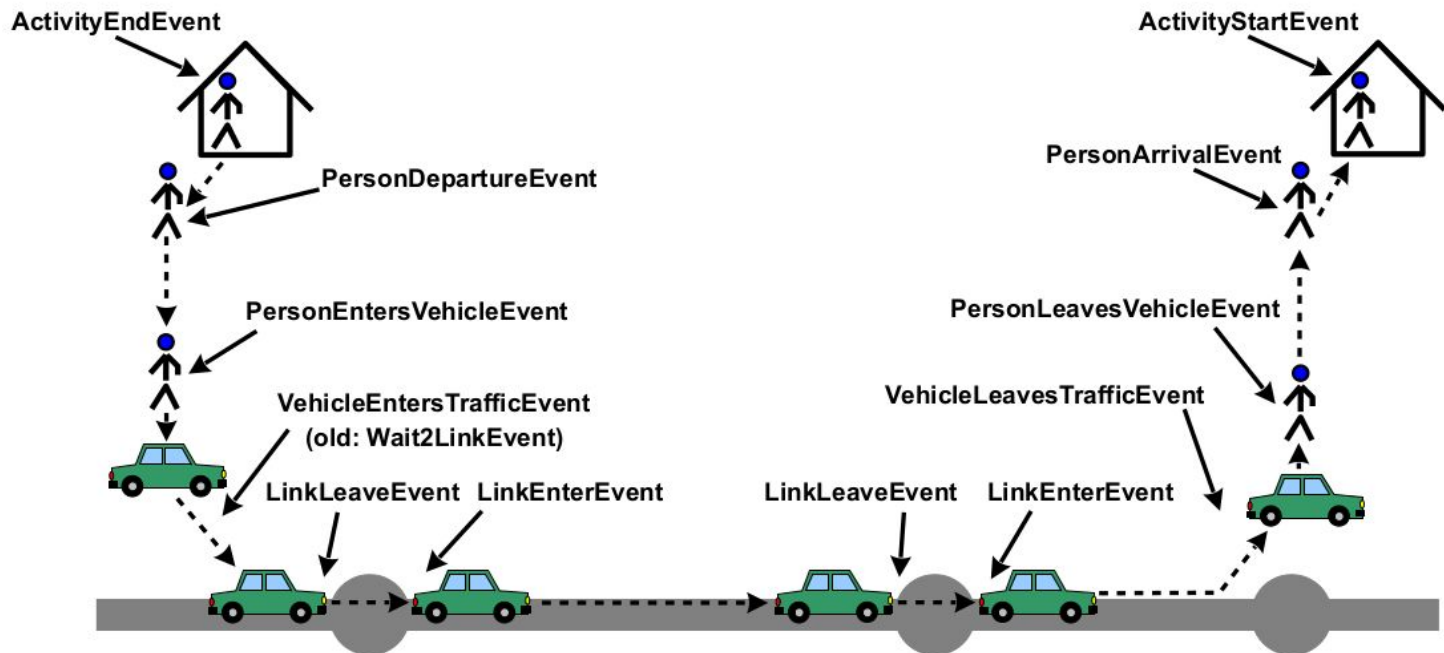 ActivityEndEvent
ActivityStartEvent
PersonDepartureEvent
PersonArrivalEvent
PersonEntersVehicleEvent
PersonLeavesVehicleEvent
VehicleEntersTrafficEvent
(old: Wait2LinkEvent)
VehicleLeavesTrafficEvent
LinkLeaveEvent
LinkEnterEvent
LinkLeaveEvent
LinkEnterEvent